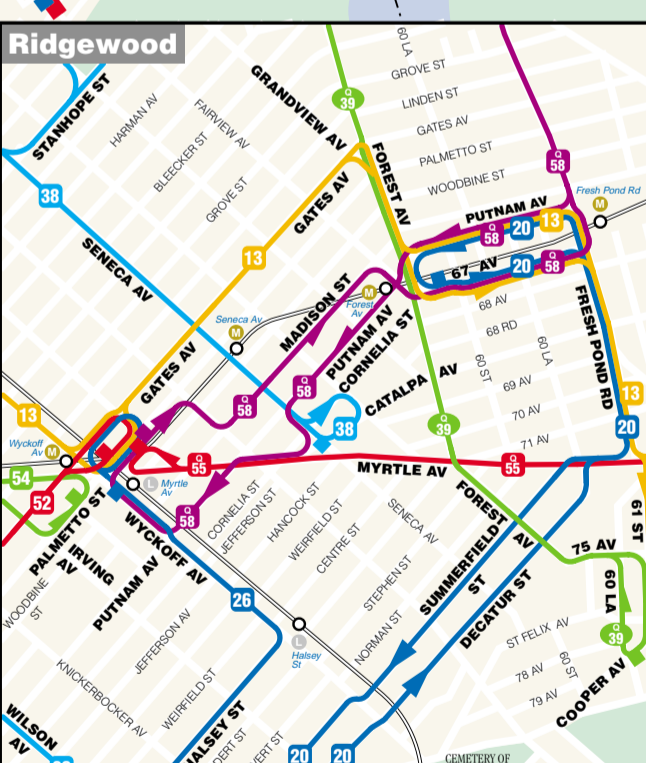 Ridgewood
60 LA
GROVE ST
LINDEN ST
GATES AV
PALMETTO ST
WOODBINE ST
Q
39
GRANDVIEW AV
STANHOPE ST
HARMAN AV
FAIRVIEW AV
BLEECKER ST
GROVE ST
GATES AV
FOREST AV
Q
58
Fresh Pond Rd
M
PUTNAM AV
Q
58
20
13
38
SENECA AV
13
67 AV
20
Q
58
MADISON ST
M
Forest
Av
Seneca Av
M
PUTNAM AV
CORNELIA ST
68 AV
68 RD
60 ST
60 LA
69 AV
70 AV
71 AV
FRESH POND RD
GATES AV
CATALPA AV
Q
58
Q
58
38
Q
39
13
20
13
Wyckoff
Av
M
54
52
Q
55
L
Myrtle
Av
MYRTLE AV
Q
55
Q
58
PALMETTO ST
IRVING
AV
WYCKOFF AV
PUTNAM AV
WOODBINE
ST
CORNELIA ST
JEFFERSON ST
HANCOCK ST
WEIRFIELD ST
CENTRE ST
SENECA AV
STEPHEN ST
NORMAN ST
FOREST AV
SUMMERFIELD
ST
DECATUR ST
61 ST
75 AV
60 LA
26
L
Halsey
St
JEFFERSON AV
WEIRFIELD ST
KNICKERBOCKER AV
ST FELIX AV
60 ST
78 AV
79 AV
Q
39
COOPER AV
WILSON
AV
HALSEY ST
20
20
CEMETERY OF